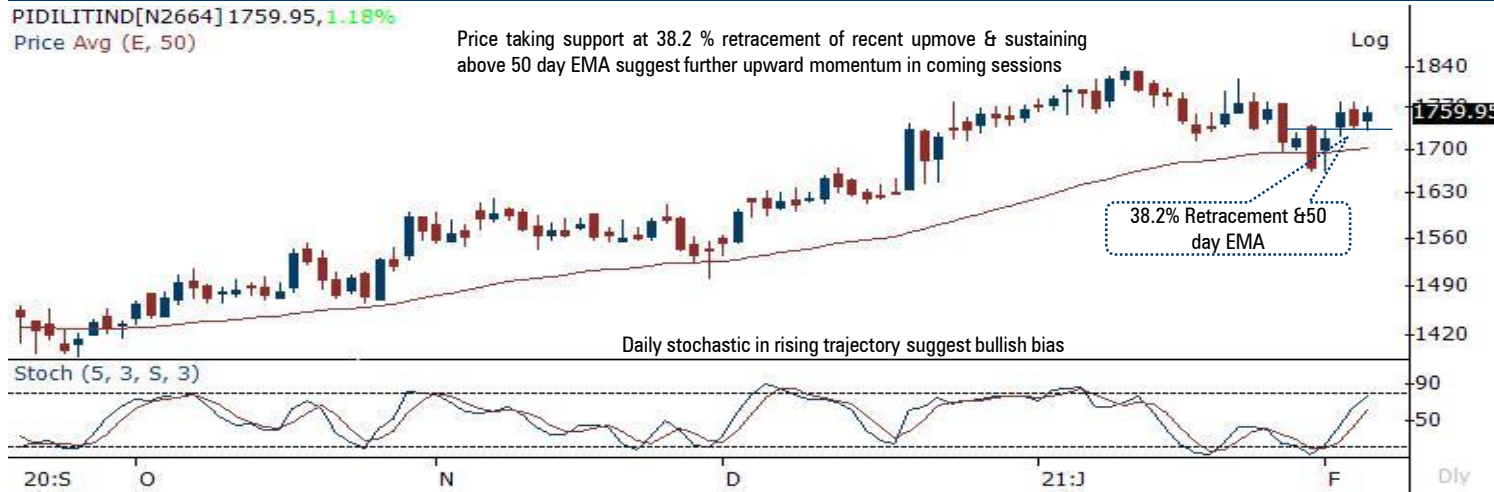 PIDILITIND[N2664] 1759.95, 1.18%
Price Avg (E, 50)
Price taking support at 38.2 % retracement of recent upmove & sustaining
above 50 day EMA suggest further upward momentum in coming sessions
Log
1840
1759.95
1700
1630
38.2% Retracement &50
day EMA
1560
1490
1420
Daily stochastic in rising trajectory suggest bullish bias
Stoch (5, 3, S, 3)
90
50
20:S O N D 21:J F Dly